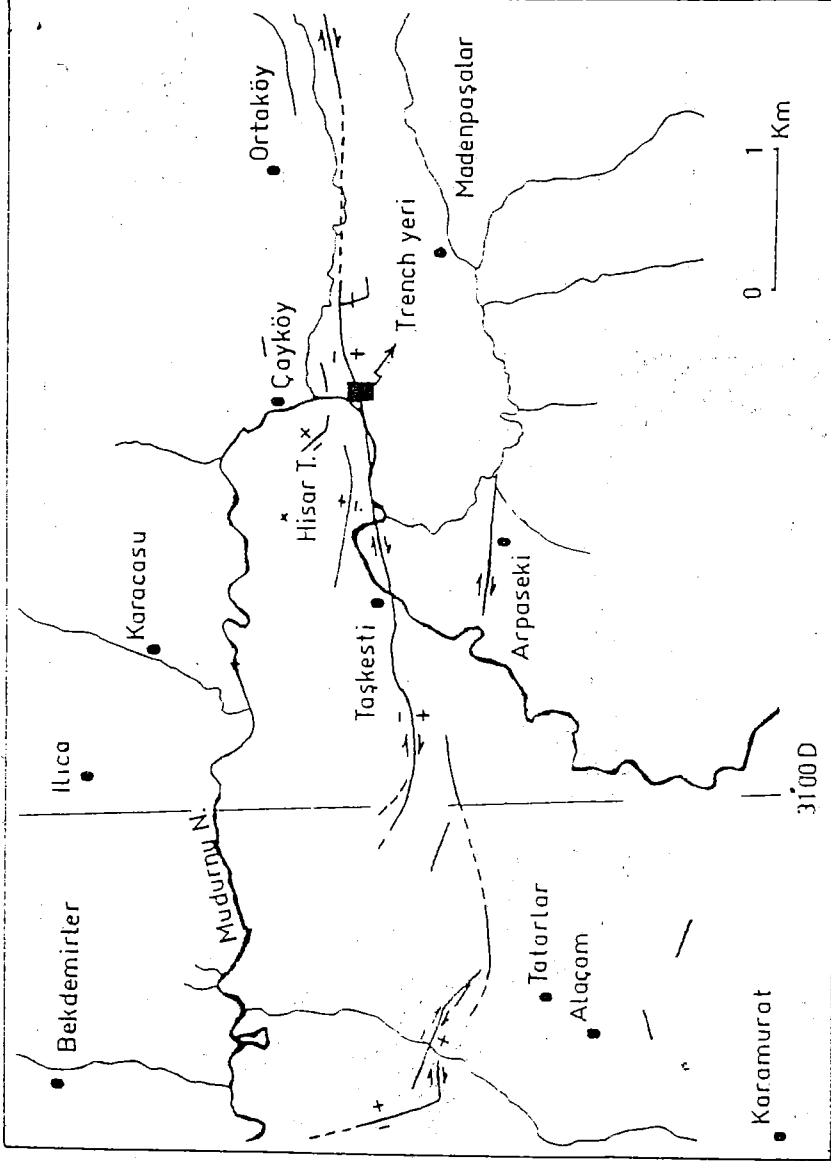 Bekdemirler
Ilıca
Karacasu
Çayköy
Ortaköy
Mudurnu N.
Hisar T.
Taşkesti
Trench yeri
Madenpaşalar
Arpaseki
Tatarlar
Alaçam
Karamurat
31°00 D
0 1
Km